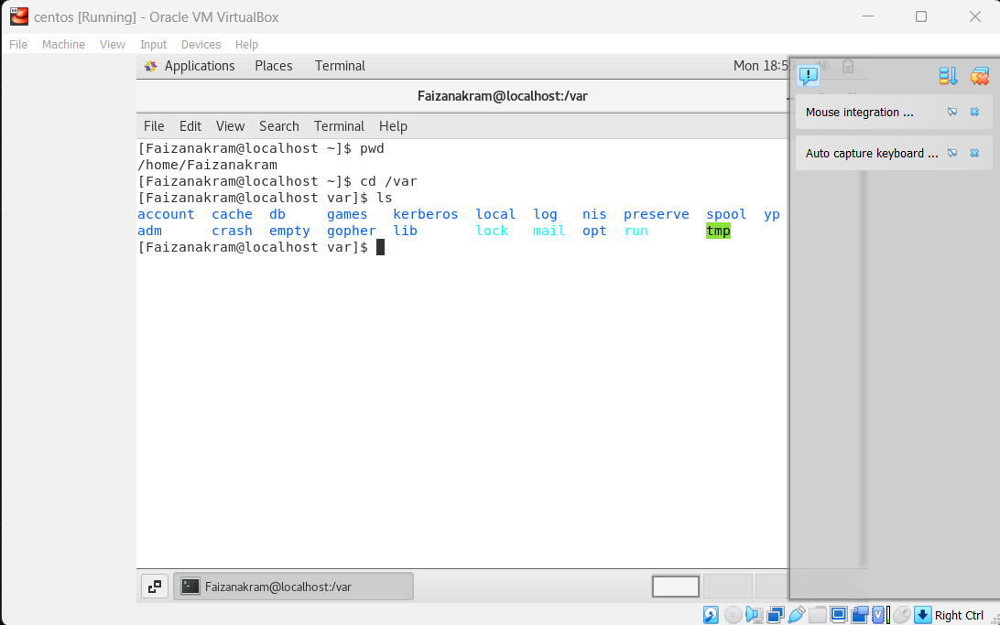 centos [Running] - Oracle VM VirtualBox
File Machine View Input Devices Help
Applications Places Terminal Mon 18:59
Faizanakram@localhost:/var
Mouse integration ...
File Edit View Search Terminal Help
Auto capture keyboard ...
[Faizanakram@localhost ~]$ pwd
/home/Faizanakram
[Faizanakram@localhost ~]$ cd /var
[Faizanakram@localhost var]$ ls
account cache db games kerberos local log nis preserve spool yp
adm crash empty gopher lib lock mail opt run tmp
[Faizanakram@localhost var]$
Faizanakram@localhost:/var
Right Ctrl